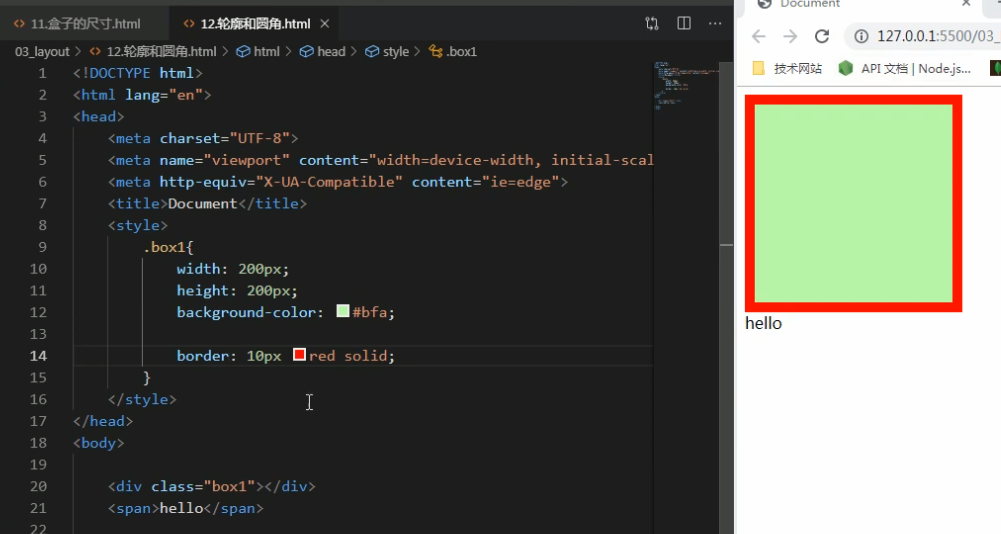 11.盒子的尺寸.html
12.轮廓和圆角.html
03_layout > 12.轮廓和圆角.html > html > head > style > .box1
1 <!DOCTYPE html>
2 <html lang="en">
3 <head>
4 <meta charset="UTF-8">
5 <meta name="viewport" content="width=device-width, initial-scal
6 <meta http-equiv="X-UA-Compatible" content="ie=edge">
7 <title>Document</title>
8 <style>
9 .box1{
10 width: 200px;
11 height: 200px;
12 background-color: #bfa;
13
14 border: 10px red solid;
15 }
16 </style>
17 </head>
18 <body>
19
20 <div class="box1"></div>
21 <span>hello</span>
22
Document
127.0.0.1:5500/03_
技术网站
API 文档 | Node.js...
hello